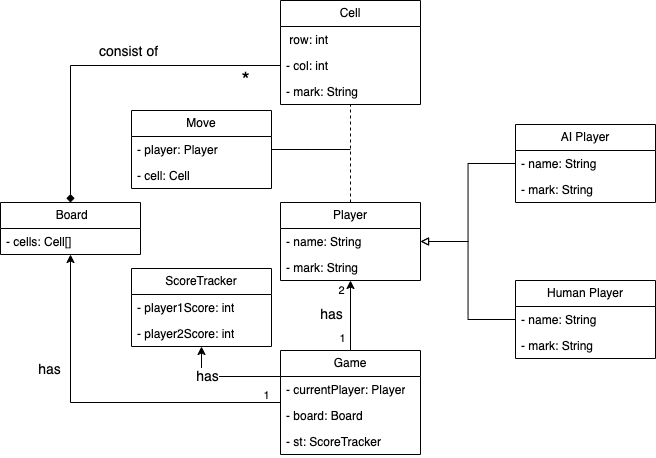 Cell
row: int
- col: int
- mark: String
consist of
*
Move
- player: Player
- cell: Cell
AI Player
- name: String
- mark: String
Board
- cells: Cell[]
Player
- name: String
- mark: String
ScoreTracker
- player1Score: int
- player2Score: int
Human Player
- name: String
- mark: String
2
has
1
has
has
1
Game
- currentPlayer: Player
- board: Board
- st: ScoreTracker